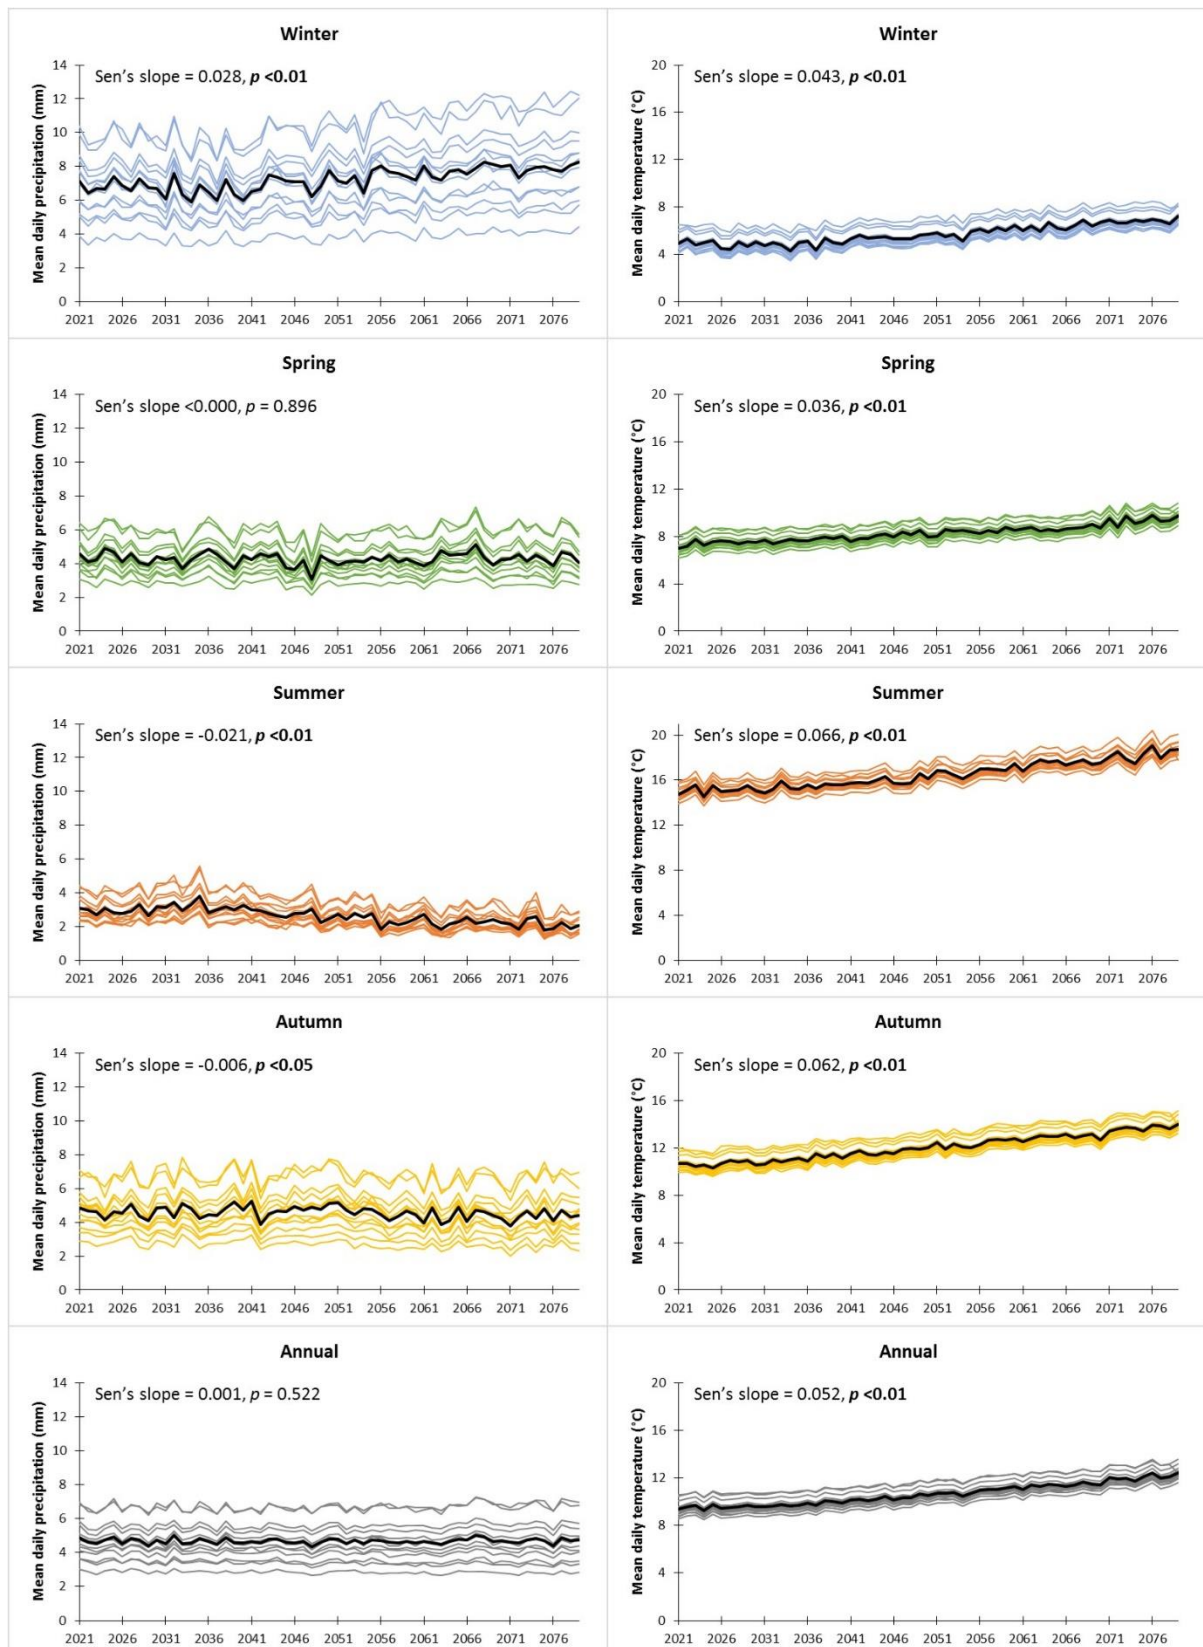 Winter
Sen's slope = 0.028, p <0.01
Mean daily precipitation (mm)
14
12
10
8
6
4
2
0
2021 2026 2031 2036 2041 2046 2051 2056 2061 2066 2071 2076
Winter
Sen's slope = 0.043, p <0.01
Mean daily temperature (°C)
20
16
12
8
4
0
2021 2026 2031 2036 2041 2046 2051 2056 2061 2066 2071 2076
Spring
Sen's slope <0.000, p = 0.896
Mean daily precipitation (mm)
14
12
10
8
6
4
2
0
2021 2026 2031 2036 2041 2046 2051 2056 2061 2066 2071 2076
Spring
Sen's slope = 0.036, p <0.01
Mean daily temperature (°C)
20
16
12
8
4
0
2021 2026 2031 2036 2041 2046 2051 2056 2061 2066 2071 2076
Summer
Sen's slope = -0.021, p <0.01
Mean daily precipitation (mm)
14
12
10
8
6
4
2
0
2021 2026 2031 2036 2041 2046 2051 2056 2061 2066 2071 2076
Summer
Sen's slope = 0.066, p <0.01
Mean daily temperature (°C)
20
16
12
8
4
0
2021 2026 2031 2036 2041 2046 2051 2056 2061 2066 2071 2076
Autumn
Sen's slope = -0.006, p <0.05
Mean daily precipitation (mm)
14
12
10
8
6
4
2
0
2021 2026 2031 2036 2041 2046 2051 2056 2061 2066 2071 2076
Autumn
Sen's slope = 0.062, p <0.01
Mean daily temperature (°C)
20
16
12
8
4
0
2021 2026 2031 2036 2041 2046 2051 2056 2061 2066 2071 2076
Annual
Sen's slope = 0.001, p = 0.522
Mean daily precipitation (mm)
14
12
10
8
6
4
2
0
2021 2026 2031 2036 2041 2046 2051 2056 2061 2066 2071 2076
Annual
Sen's slope = 0.052, p <0.01
Mean daily temperature (°C)
20
16
12
8
4
0
2021 2026 2031 2036 2041 2046 2051 2056 2061 2066 2071 2076